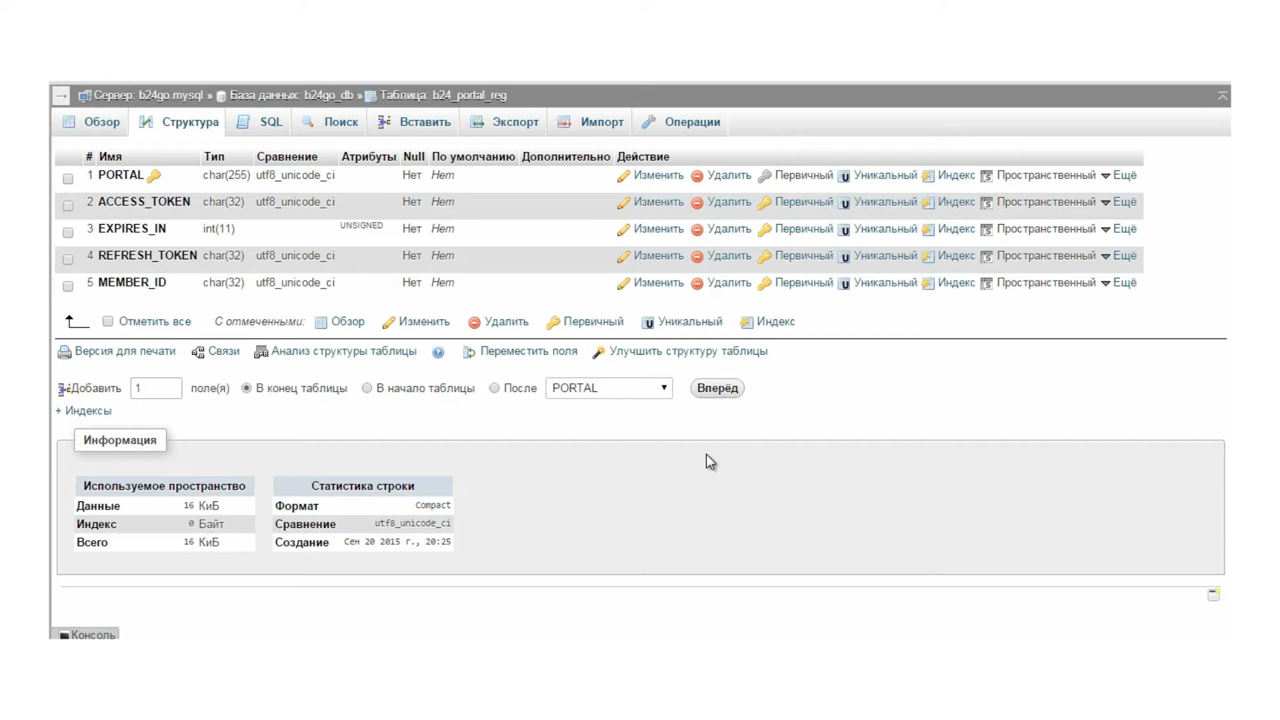 Сервер: b24go.mysql » База данных: b24go_db » Таблица: b24_portal_reg
Обзор Структура SQL Поиск Вставить Экспорт Импорт Операции
# Имя Тип Сравнение Атрибуты Null По умолчанию Дополнительно Действие
1 PORTAL char(255) utf8_unicode_ci Нет Нет Изменить Удалить Первичный Уникальный Индекс Пространственный Ещё
2 ACCESS_TOKEN char(32) utf8_unicode_ci Нет Нет Изменить Удалить Первичный Уникальный Индекс Пространственный Ещё
3 EXPIRES_IN int(11) UNSIGNED Нет Нет Изменить Удалить Первичный Уникальный Индекс Пространственный Ещё
4 REFRESH_TOKEN char(32) utf8_unicode_ci Нет Нет Изменить Удалить Первичный Уникальный Индекс Пространственный Ещё
5 MEMBER_ID char(32) utf8_unicode_ci Нет Нет Изменить Удалить Первичный Уникальный Индекс Пространственный Ещё
Отметить все С отмеченными: Обзор Изменить Удалить Первичный Уникальный Индекс
Версия для печати Связи Анализ структуры таблицы Переместить поля Улучшить структуру таблицы
Добавить 1 поле(я) В конец таблицы В начало таблицы После PORTAL Вперёд
+ Индексы
Информация
Используемое пространство
Данные 16 КиБ
Индекс 0 Байт
Всего 16 КиБ
Статистика строки
Формат Compact
Сравнение utf8_unicode_ci
Создание Сен 20 2015 г., 20:25
Консоль